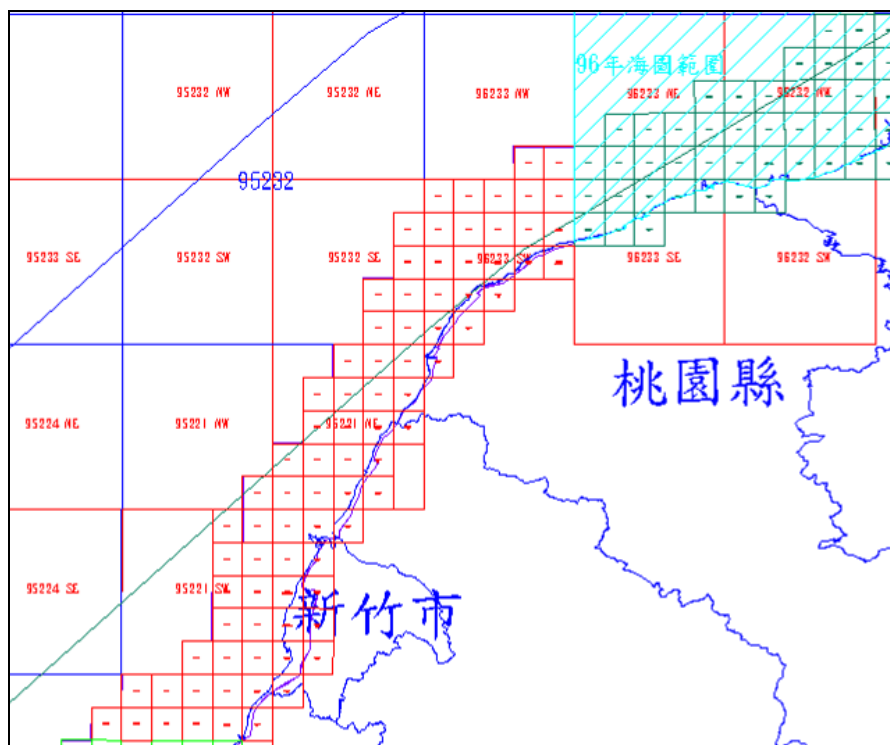 96年海圖範圍
95232 NW
95232 NE
96233 NW
96233 NE
96232 NW
95232
95233 SE
95232 SW
95232 SE
96233 SW
96233 SE
96232 SW
桃園縣
95224 NE
95221 NW
95221 NE
95224 SE
95221 SW
新竹市